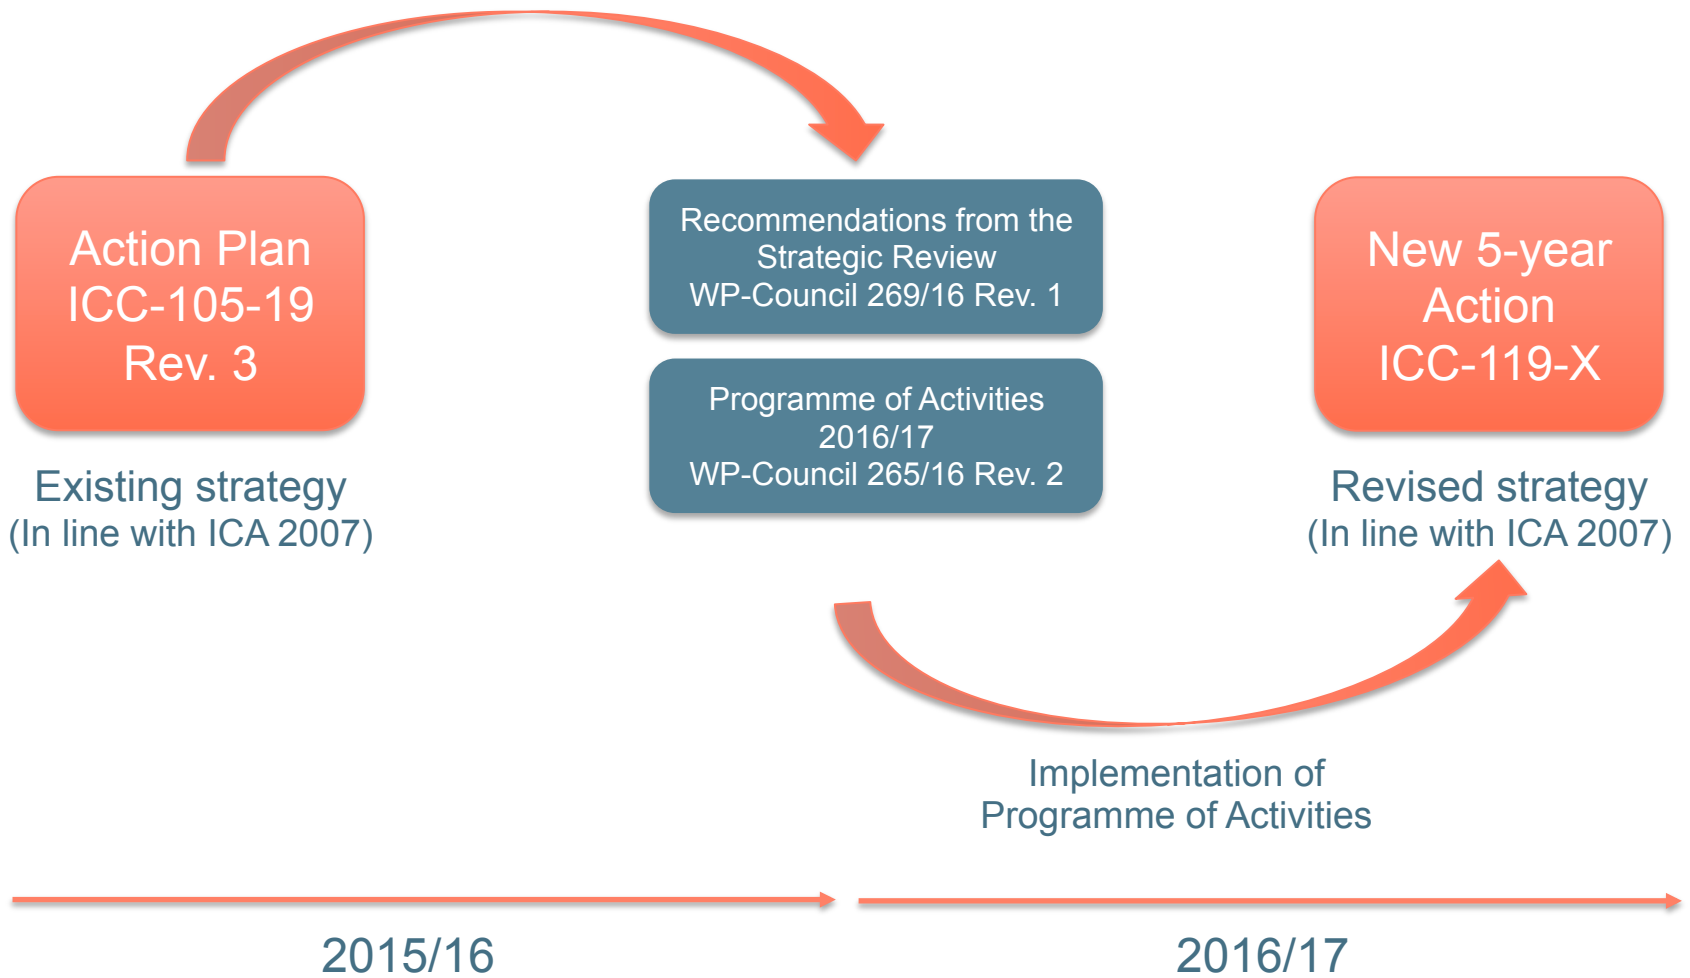 Action Plan
ICC-105-19
Rev. 3
Existing strategy
(In line with ICA 2007)
Recommendations from the
Strategic Review
WP-Council 269/16 Rev. 1
Programme of Activities
2016/17
WP-Council 265/16 Rev. 2
New 5-year
Action
ICC-119-X
Revised strategy
(In line with ICA 2007)
Implementation of
Programme of Activities
2015/16
2016/17